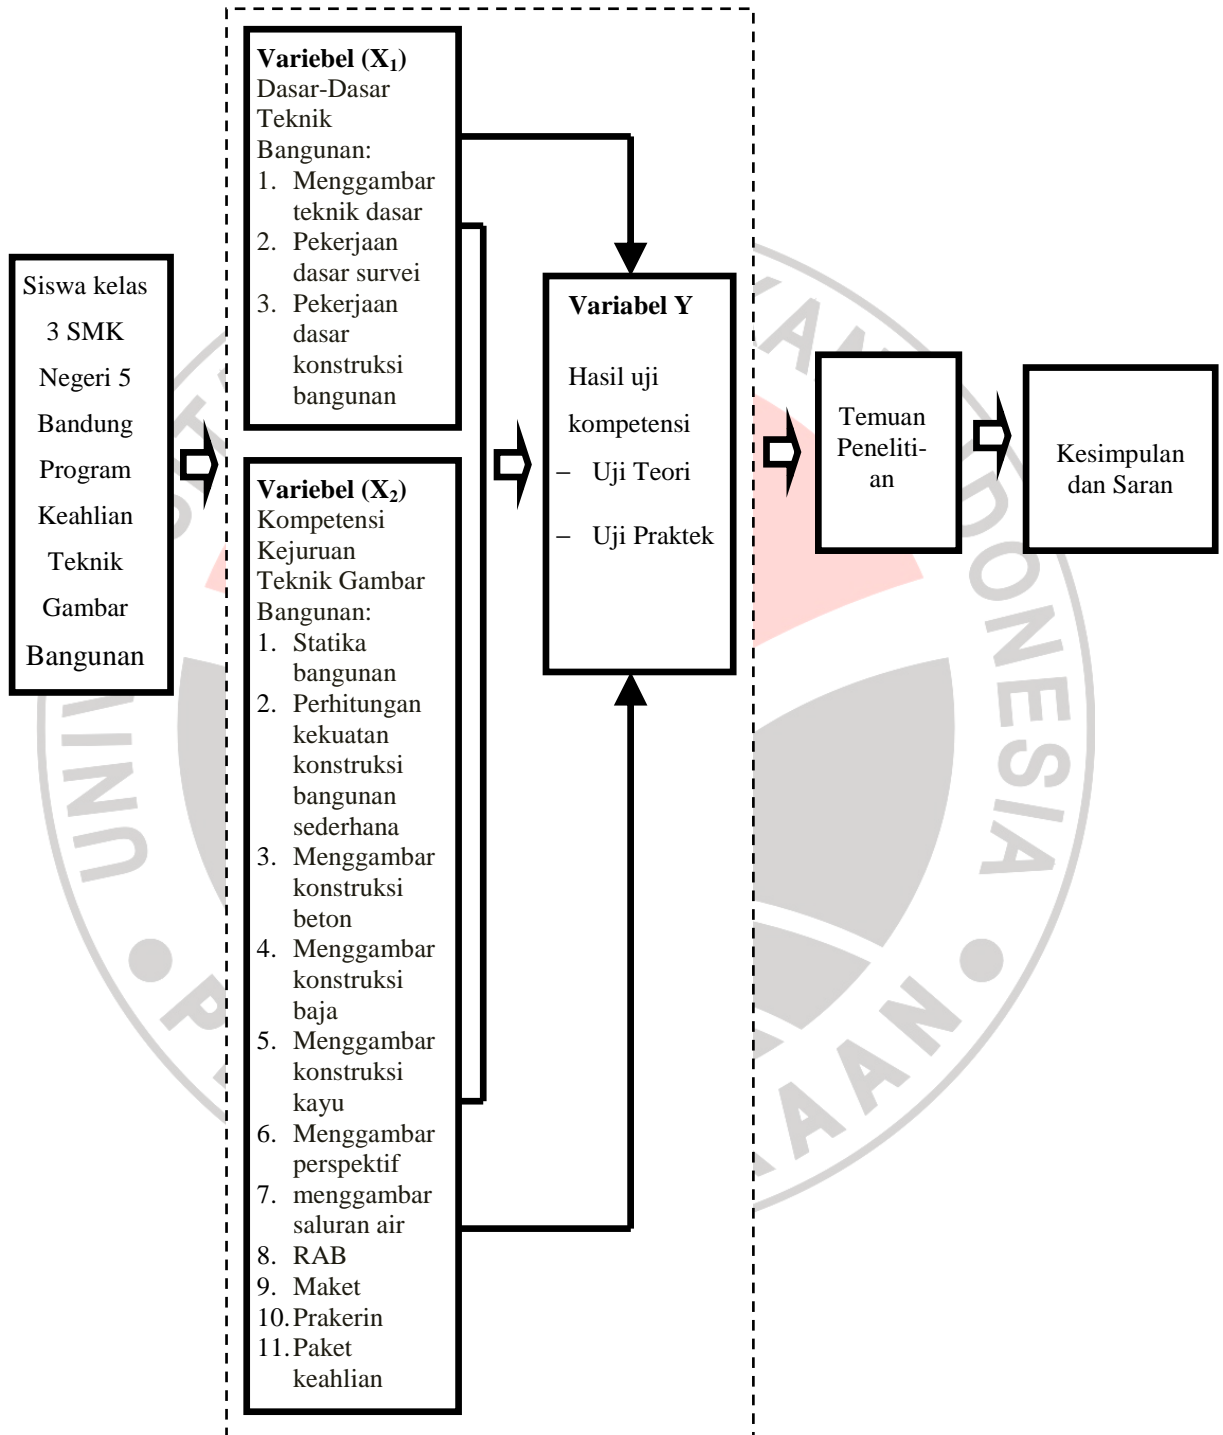 Siswa kelas
3 SMK
Negeri 5
Bandung
Program
Keahlian
Teknik
Gambar
Bangunan
Variebel (X₁)
Dasar-Dasar
Teknik
Bangunan:
1. Menggambar
teknik dasar
2. Pekerjaan
dasar survei
3. Pekerjaan
dasar
konstruksi
bangunan
Variebel (X₂)
Kompetensi
Kejuruan
Teknik Gambar
Bangunan:
1. Statika
bangunan
2. Perhitungan
kekuatan
konstruksi
bangunan
sederhana
3. Menggambar
konstruksi
beton
4. Menggambar
konstruksi
baja
5. Menggambar
konstruksi
kayu
6. Menggambar
perspektif
7. menggambar
saluran air
8. RAB
9. Maket
10. Prakerin
11. Paket
keahlian
Variabel Y
Hasil uji
kompetensi
– Uji Teori
– Uji Praktek
Temuan
Peneliti-
an
Kesimpulan
dan Saran